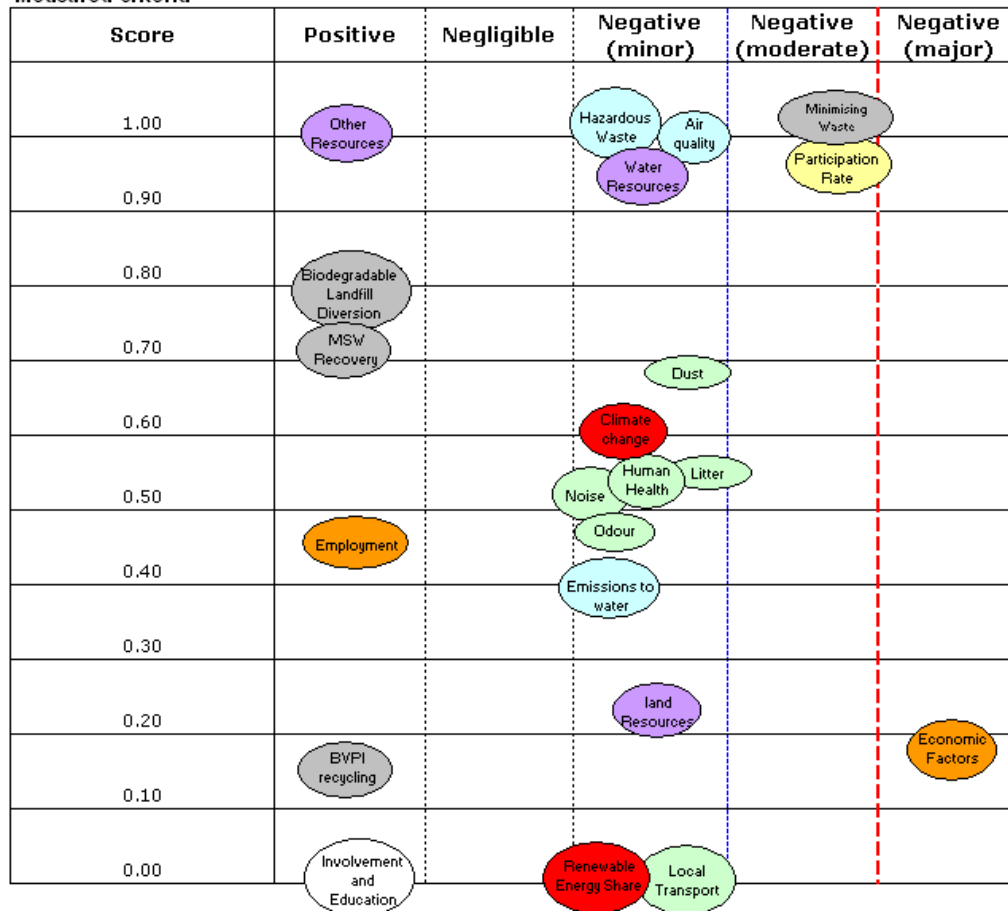 Measured criteria
Score Positive Negligible Negative (minor) Negative (moderate) Negative (major)
1.00
Other
Resources
Hazardous
Waste
Air
quality
Minimising
Waste
Water
Resources
Participation
Rate
0.90
0.80
Biodegradable
Landfill
Diversion
0.70
MSW
Recovery
Dust
0.60
Climate
change
Human
Health
Litter
Noise
0.50
Odour
Employment
0.40
Emissions to
water
0.30
land
Resources
0.20
Economic
Factors
BVPI
recycling
0.10
0.00
Involvement
and
Education
Renewable
Energy Share
Local
Transport